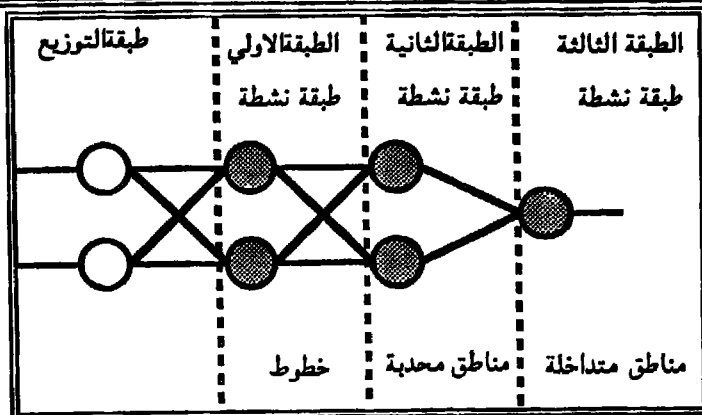 الطبقة الثالثة
طبقة نشطة
الطبقةالثانية
طبقة نشطة
الطبقةالاولي
طبقة نشطة
طبقةالتوزيع
مناطق متداخلة
مناطق محدبة
خطوط